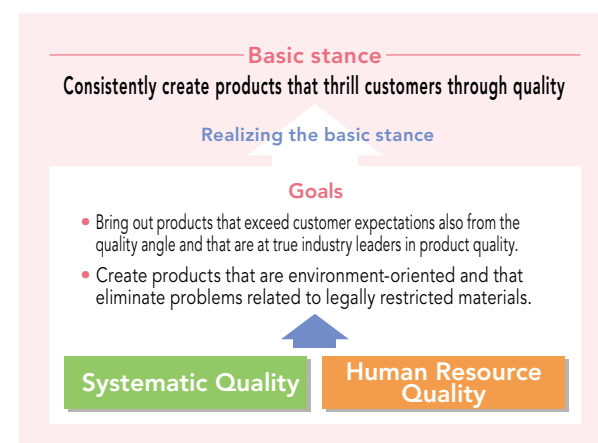 Basic stance
Consistently create products that thrill customers through quality
Realizing the basic stance
Goals
• Bring out products that exceed customer expectations also from the
quality angle and that are at true industry leaders in product quality.
• Create products that are environment-oriented and that
eliminate problems related to legally restricted materials.
Systematic Quality
Human Resource
Quality